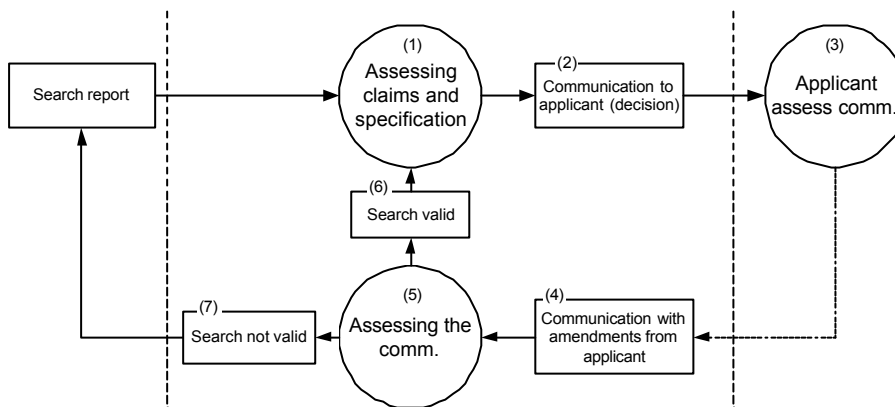 Search report
(1)
Assessing
claims and
specification
(2)
Communication to
applicant (decision)
(3)
Applicant
assess comm.
(6)
Search valid
(7)
Search not valid
(5)
Assessing the
comm.
(4)
Communication with
amendments from
applicant